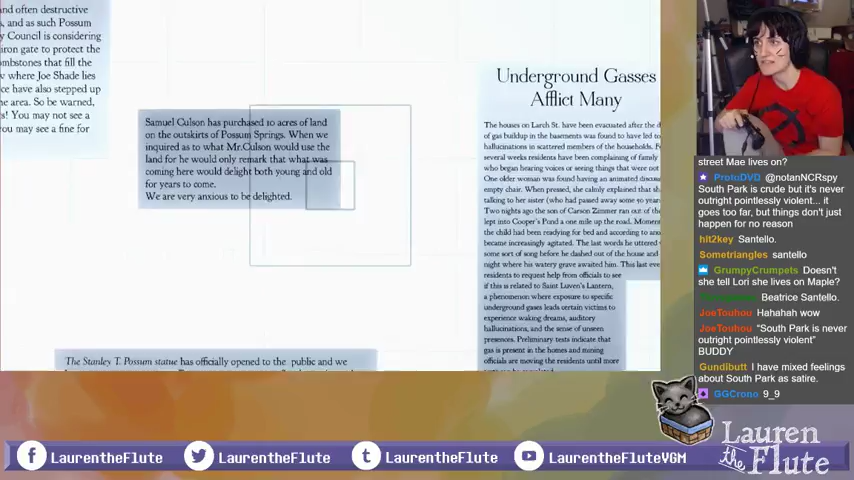 nd often destructive
, and as such Possum
y Council is considering
iron gate to protect the
mbstones that fill the
where Joe Shade lies
ce have also stepped up
he area. So be warned,
s! You may not see a
ou may see a fine for
Samuel Culson has purchased 10 acres of land
on the outskirts of Possum Springs. When we
inquired as to what Mr.Culson would use the
land for he would only remark that what was
coming here would delight both young and old
for years to come.
We are very anxious to be delighted.
The Stanley T. Possum statue has officially opened to the public and we
Underground Gasses
Afflict Many
The houses on Larch St. have been evacuated after the d
of gas buildup in the basements was found to have led to
hallucinations in scattered members of the households. F
several weeks residents have been complaining of family
who began hearing voices or seeing things that were not
One older woman was found having an animated discuss
empty chair. When pressed, she calmly explained that sh
talking to her sister (who had passed away some 50 year
Two nights ago the son of Carson Zimmer ran out of the
lept into Cooper's Pond a one mile distant. Momen
the child had been readying for bed and according to
became increasingly agitated. The last words he uttered
some sort of song before he dashed out of the house and
night where his watery grave awaited him. This last eve
residents to request help from officials to see
if this is related to Saint Luven's Lantern,
a phenomenon where exposure to specific
underground gases leads certain victims to
experience waking dreams, auditory
hallucinations, and the sense of unseen
presences. Preliminary tests indicate that
gas is present in the homes and mining
officials are moving the residents until more
street Mae lives on?
ProtoDVD @notanNCRspy
South Park is crude but it's never
outright pointlessly violent... it
goes too far, but things don't just
happen for no reason
hit2key Santello.
Sometriangles santello
GrumpyCrumpets Doesn't
she tell Lori she lives on Maple?
Beatrice Santello.
JoeTouhou Hahahah wow
JoeTouhou "South Park is never
outright pointlessly violent"
BUDDY
Gundibutt I have mixed feelings
about South Park as satire.
GGCrono 9_9
Lauren
the Flute
LaurentheFlute
LaurentheFlute
LaurentheFlute
LaurentheFluteVGM